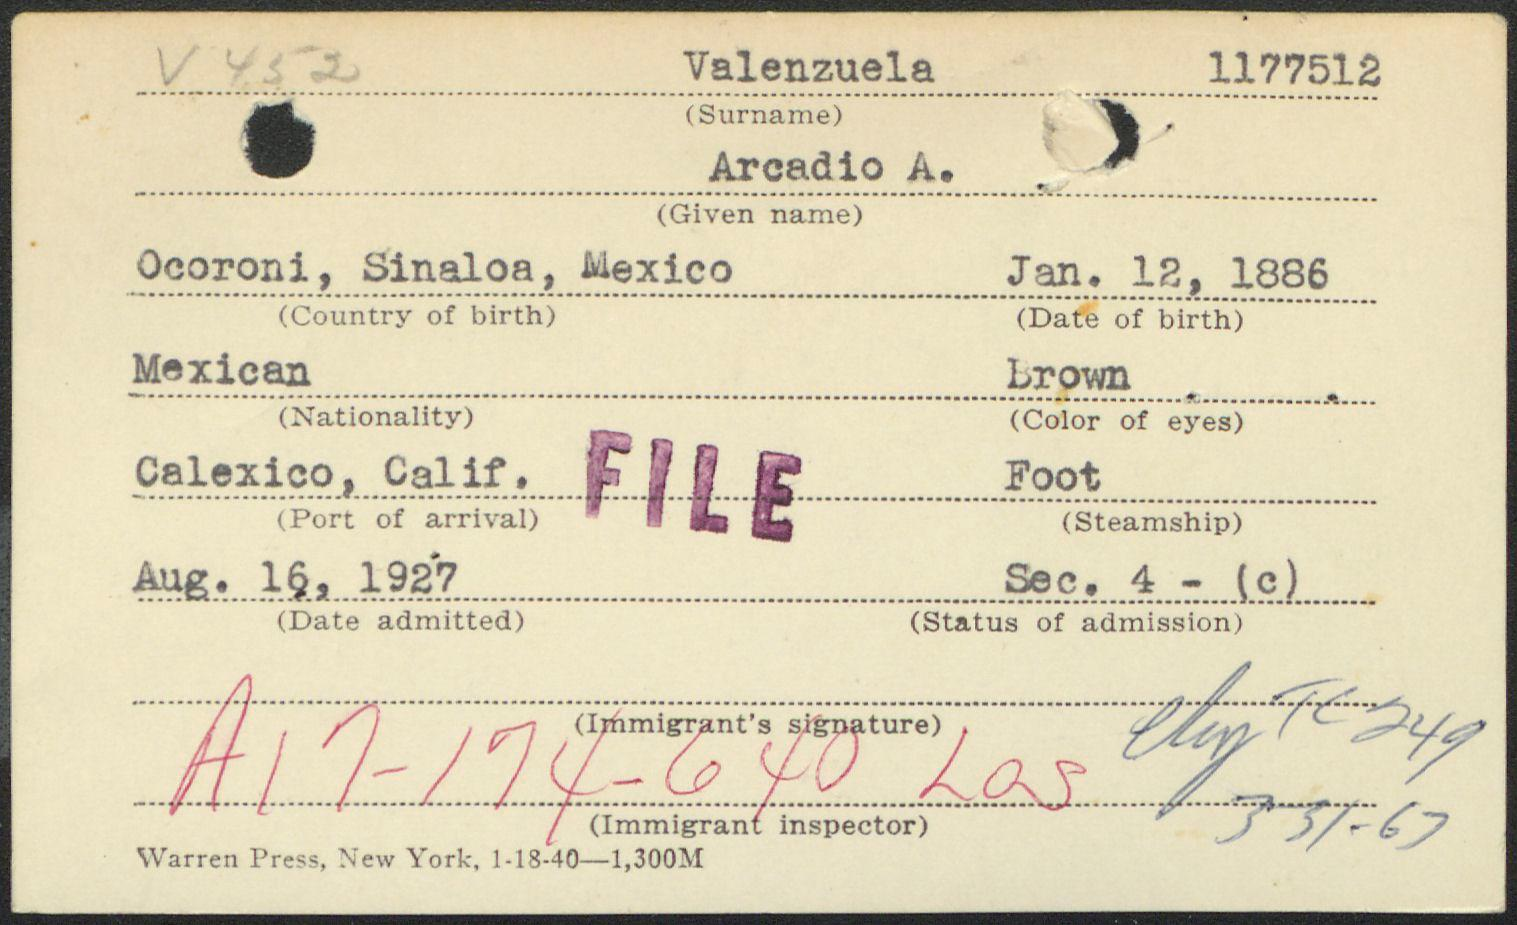 V 452 Valenzuela 1177512
(Surname)
Arcadio A.
(Given name)
Ocoroni, Sinaloa, Mexico Jan. 12, 1886
(Country of birth) (Date of birth)
Mexican Brown
(Nationality) (Color of eyes)
Calexico, Calif. FILE Foot
(Port of arrival) (Steamship)
Aug. 16, 1927 Sec. 4 - (c)
(Date admitted) (Status of admission)
(Immigrant's signature) TC 249
A17-174-640 Los
(Immigrant inspector) 3-31-67
Warren Press, New York, 1-18-40—1,300M